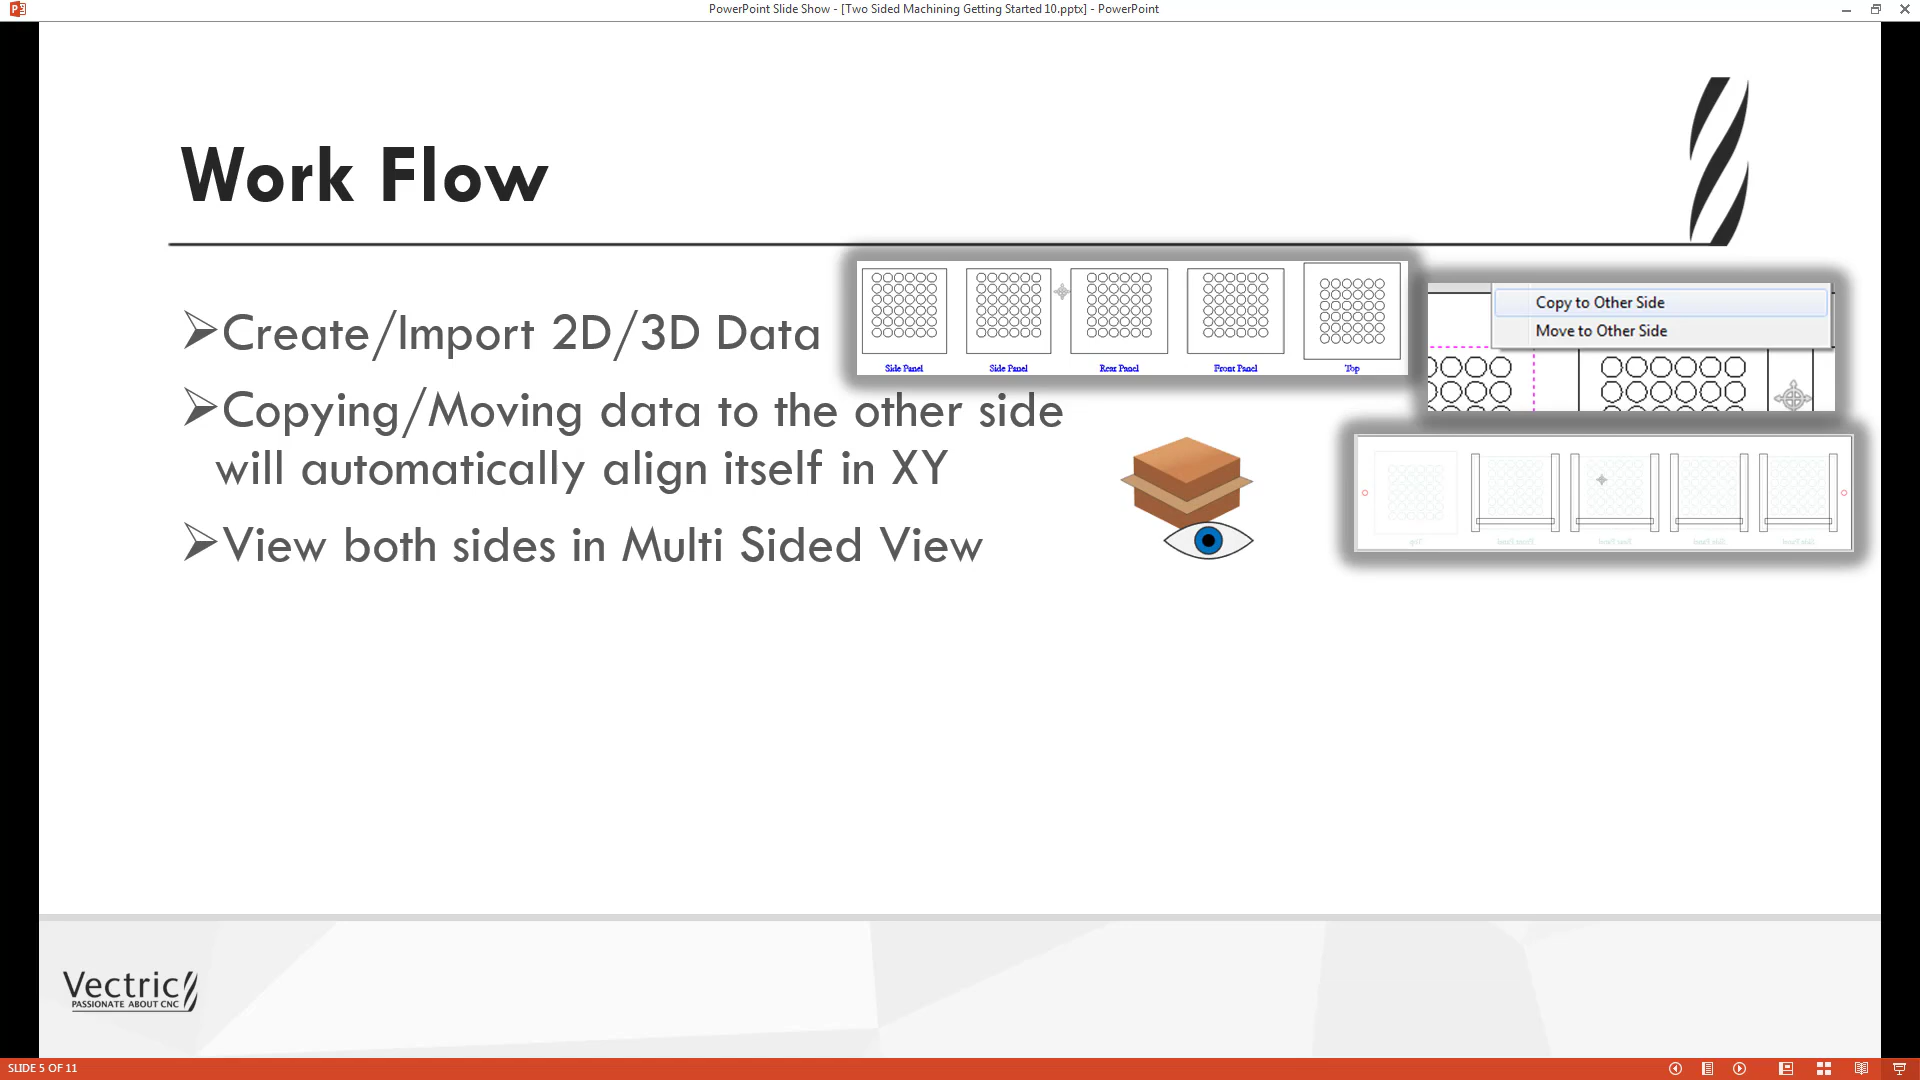 PowerPoint Slide Show - [Two Sided Machining Getting Started 10.pptx] - PowerPoint
Work Flow
Create/Import 2D/3D Data
Side Panel
Side Panel
Rear Panel
Front Panel
Top
Copy to Other Side
Move to Other Side
Copying/Moving data to the other side
will automatically align itself in XY
View both sides in Multi Sided View
Vectric
PASSIONATE ABOUT CNC
SLIDE 5 OF 11